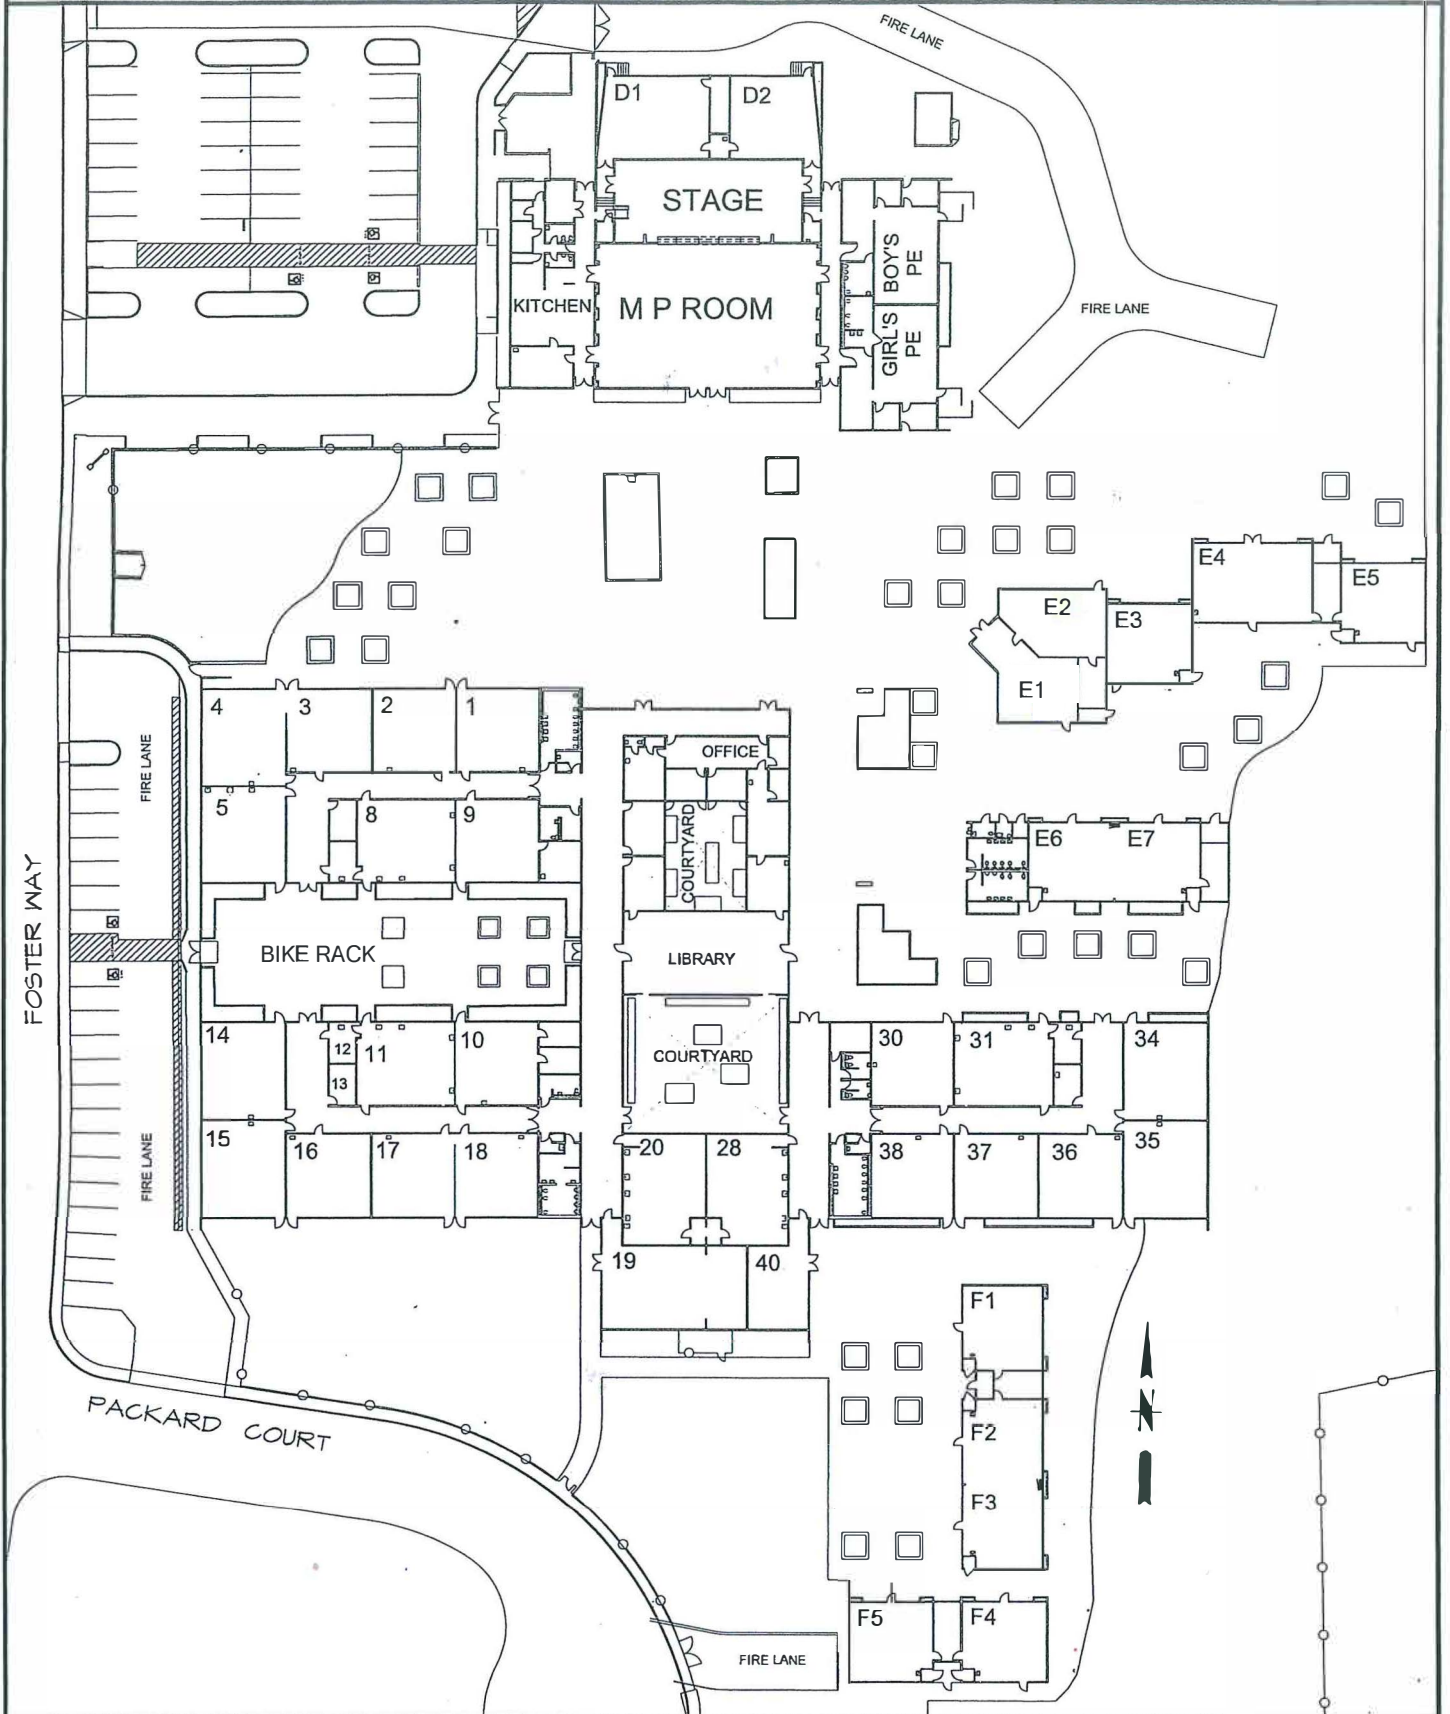 FIRE LANE
D1
D2
STAGE
BOY'S
PE
KITCHEN
M P ROOM
GIRL'S
PE
FIRE LANE
E4
E5
E2
E3
E1
4
3
2
1
OFFICE
FIRE LANE
5
8
9
COURTYARD
E6
E7
FOSTER WAY
BIKE RACK
LIBRARY
14
12
11
10
COURTYARD
30
31
34
13
15
16
17
18
20
28
38
37
36
35
FIRE LANE
19
40
F1
PACKARD COURT
N
F2
F3
F5
F4
FIRE LANE